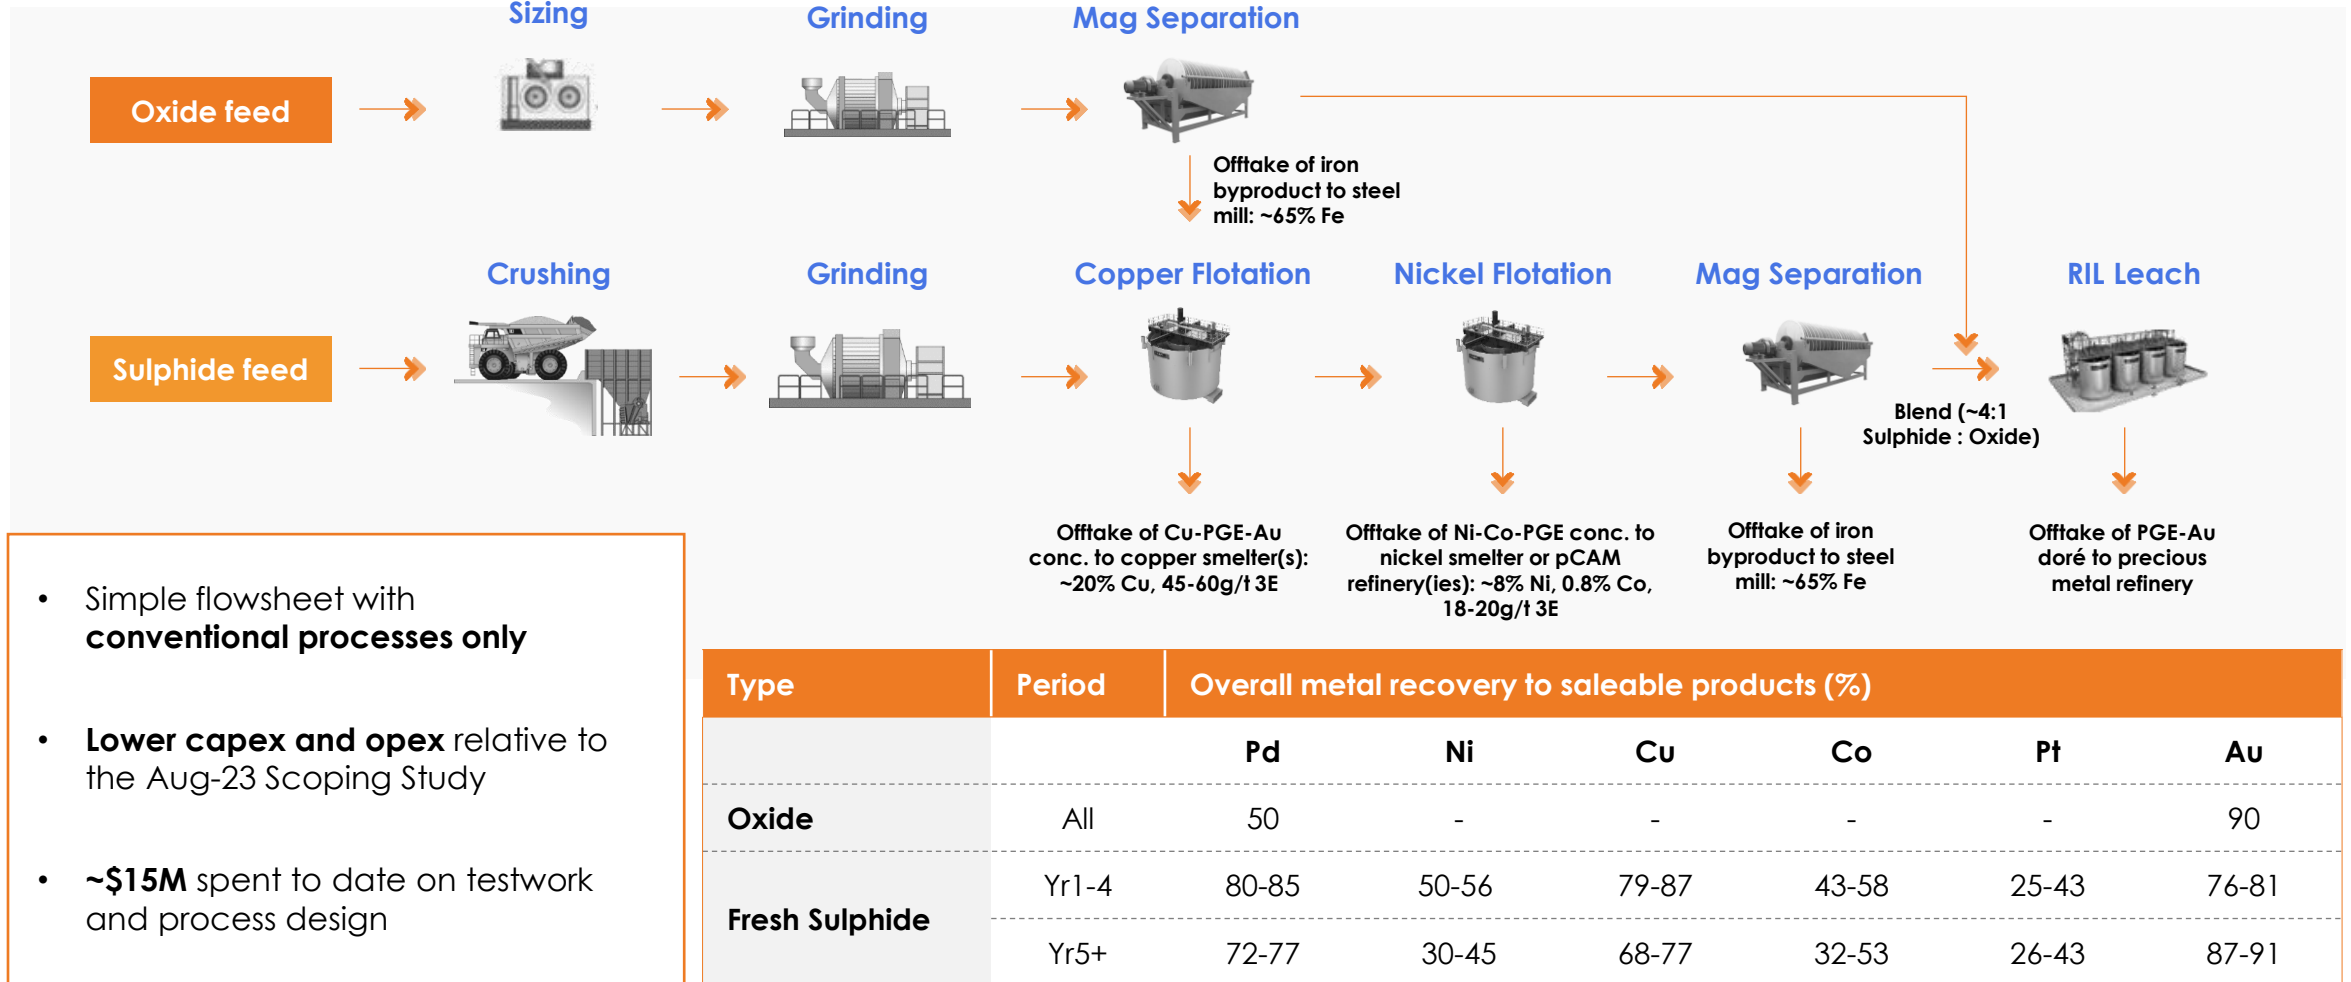 Sizing
Grinding
Mag Separation
Oxide feed
Offtake of iron
byproduct to steel
mill: ~65% Fe
Crushing
Grinding
Copper Flotation
Nickel Flotation
Mag Separation
RIL Leach
Sulphide feed
Blend (~4:1
Sulphide : Oxide)
Offtake of Cu-PGE-Au
conc. to copper smelter(s):
~20% Cu, 45-60g/t 3E
Offtake of Ni-Co-PGE conc. to
nickel smelter or pCAM
refinery(ies): ~8% Ni, 0.8% Co,
18-20g/t 3E
Offtake of iron
byproduct to steel
mill: ~65% Fe
Offtake of PGE-Au
doré to precious
metal refinery
• Simple flowsheet with
conventional processes only
• Lower capex and opex relative to
the Aug-23 Scoping Study
• ~$15M spent to date on testwork
and process design
Type Period Overall metal recovery to saleable products (%)
Pd Ni Cu Co Pt Au
Oxide All 50 - - - - 90
Fresh Sulphide
Yr1-4 80-85 50-56 79-87 43-58 25-43 76-81
Yr5+ 72-77 30-45 68-77 32-53 26-43 87-91